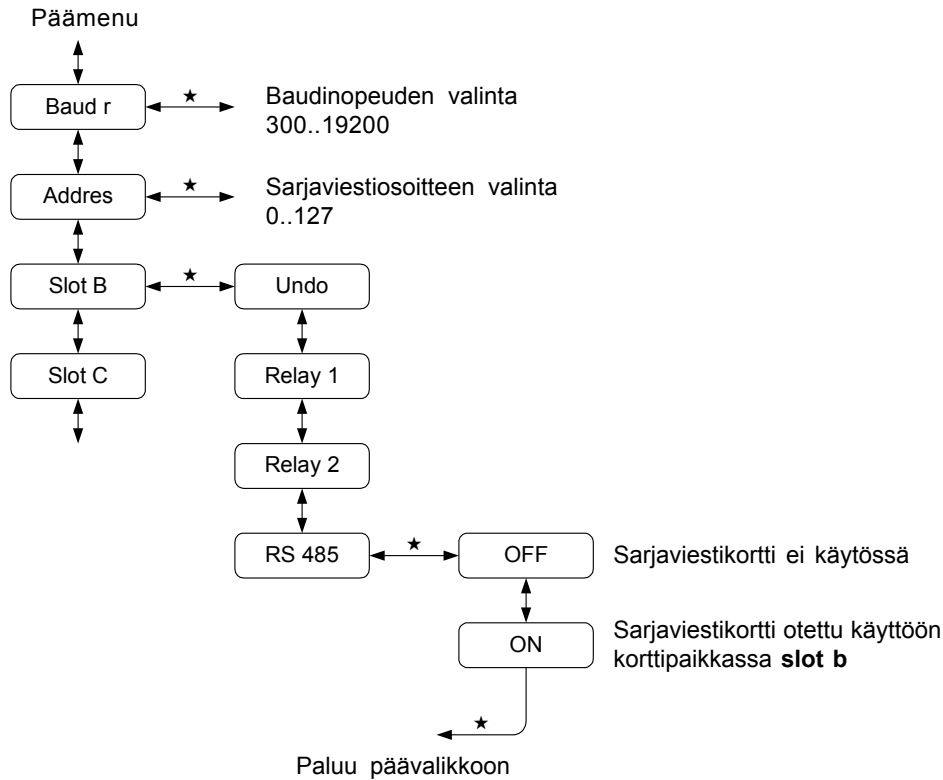 Päämenu
Baud r
★
Baudinopeuden valinta
300..19200
Addres
★
Sarjaviestiosoitteen valinta
0..127
Slot B
★
Undo
Slot C
Relay 1
Relay 2
RS 485
★
OFF
Sarjaviestikortti ei käytössä
ON
Sarjaviestikortti otettu käyttöön
korttipaikkassa slot b
★
Paluu päävalikkoon